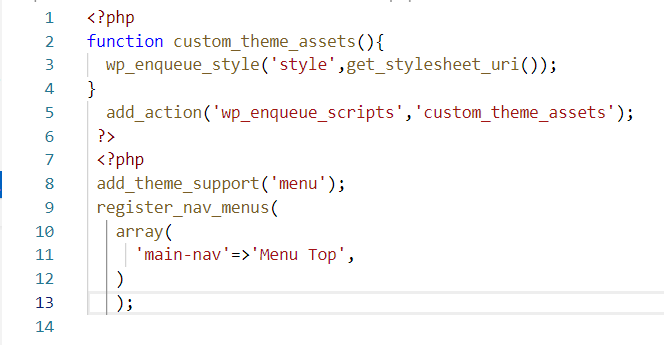 1 <?php
2 function custom_theme_assets(){
3 wp_enqueue_style('style',get_stylesheet_uri());
4 }
5 add_action('wp_enqueue_scripts','custom_theme_assets');
6 ?>
7 <?php
8 add_theme_support('menu');
9 register_nav_menus(
10 array(
11 'main-nav'=>'Menu Top',
12 )
13 );
14